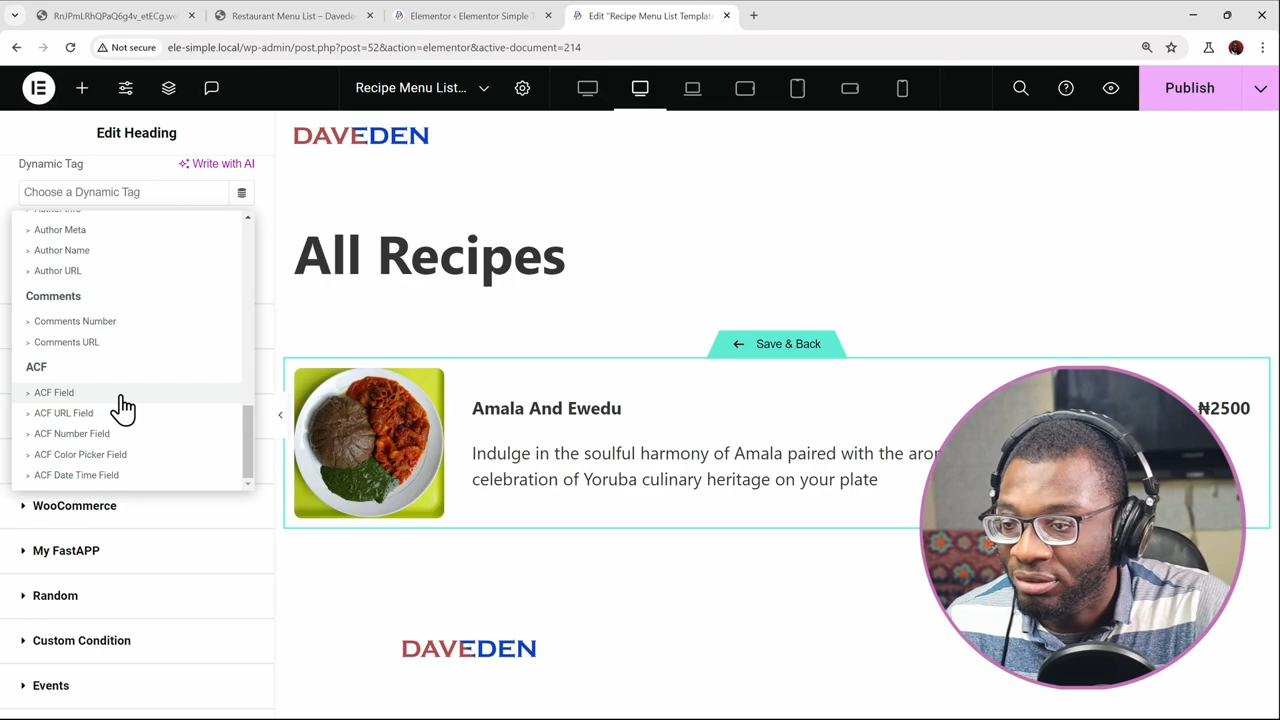 RnJPmLRhQPaQ6g4v_etECg.we
Restaurant Menu List – Davede
Elementor ‹ Elementor Simple T
Edit "Recipe Menu List Template
Not secure
ele-simple.local/wp-admin/post.php?post=52&action=elementor&active-document=214
Recipe Menu List...
Publish
Edit Heading
Dynamic Tag
Write with AI
Choose a Dynamic Tag
Author Info
Author Meta
Author Name
Author URL
Comments
Comments Number
Comments URL
ACF
ACF Field
ACF URL Field
ACF Number Field
ACF Color Picker Field
ACF Date Time Field
WooCommerce
My FastAPP
Random
Custom Condition
Events
DAVEDEN
All Recipes
Save & Back
Amala And Ewedu
₦2500
Indulge in the soulful harmony of Amala paired with the
celebration of Yoruba culinary heritage on your plate
DAVEDEN